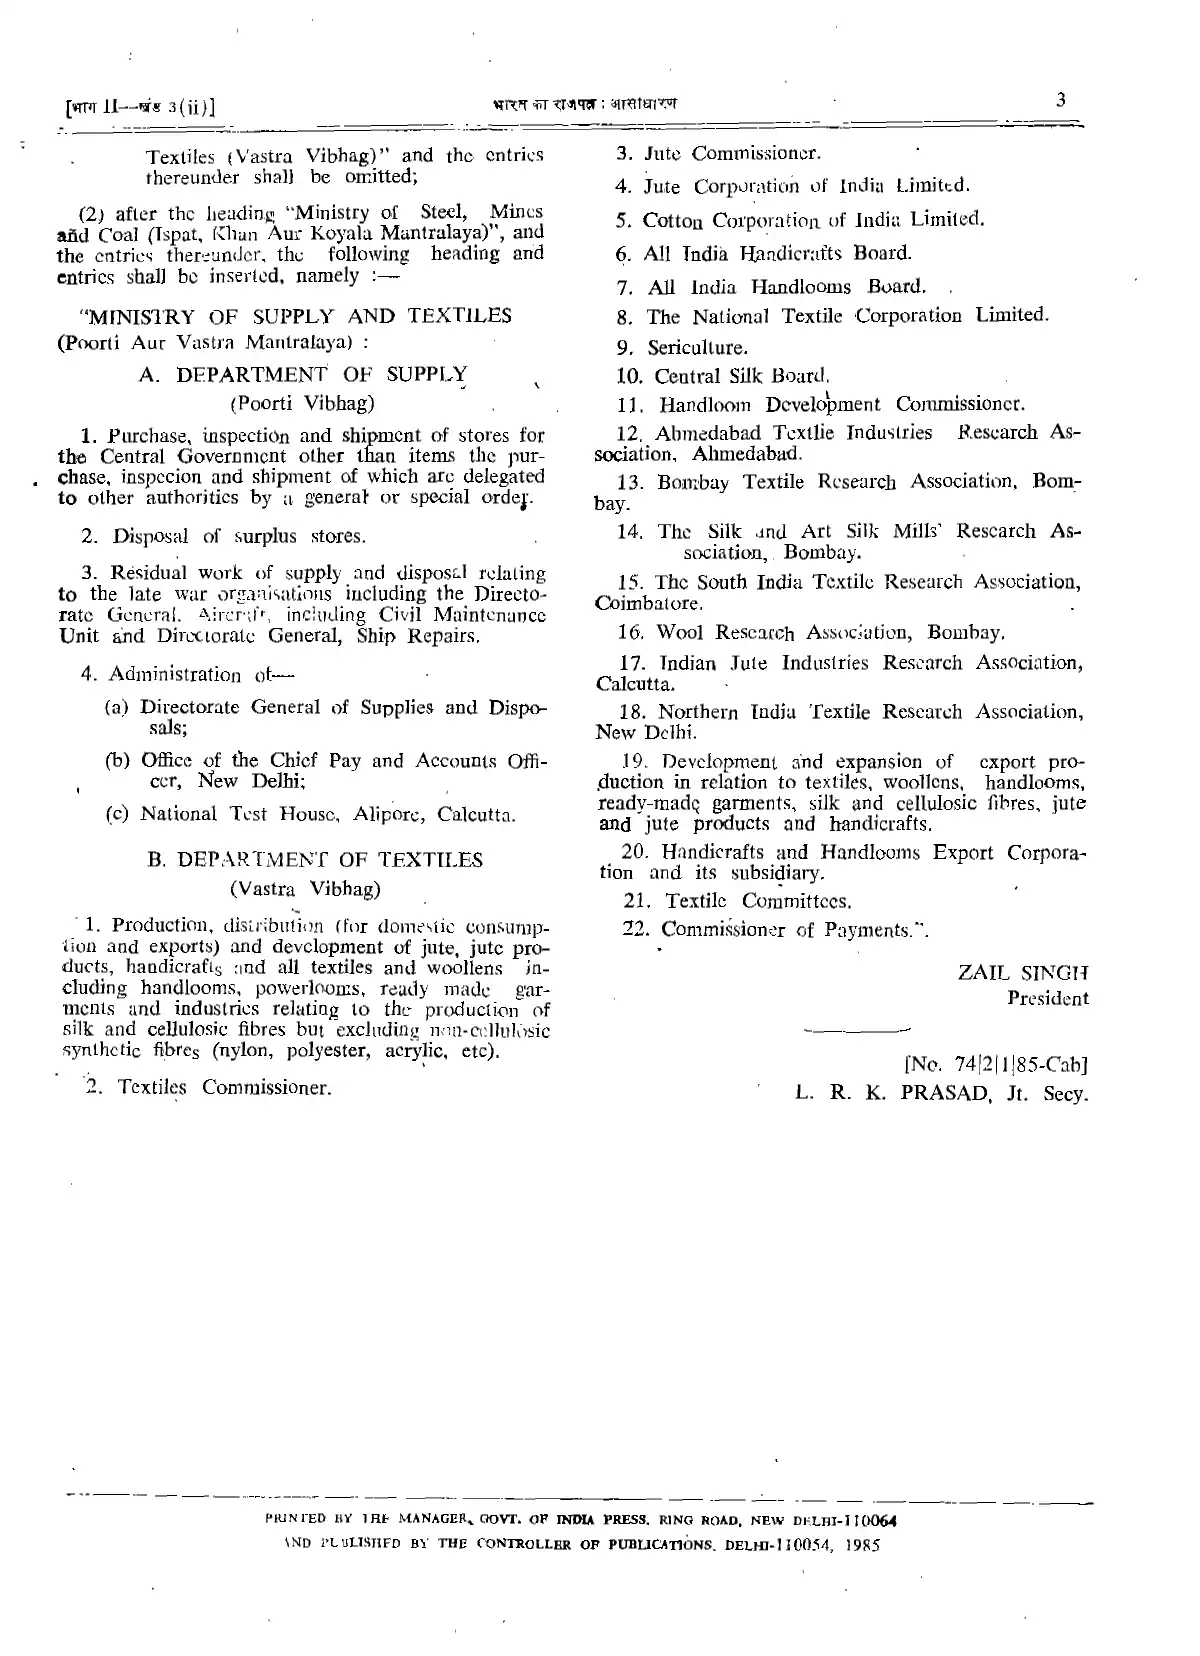 [भाग II—खंड 3(ii)]
भारत का राजपत्र : असाधारण
3
Textiles (Vastra Vibhag)" and the entries
thereunder shall be omitted;
(2) after the heading "Ministry of Steel, Mines
and Coal (Ispat, Khan Aur Koyala Mantralaya)", and
the entries thereunder, the following heading and
entries shall be inserted, namely :—
"MINISTRY OF SUPPLY AND TEXTILES
(Poorti Aur Vastra Mantralaya) :
A. DEPARTMENT OF SUPPLY
(Poorti Vibhag)
1. Purchase, inspection and shipment of stores for
the Central Government other than items the pur-
chase, inspecion and shipment of which are delegated
to other authorities by a general or special order.
2. Disposal of surplus stores.
3. Residual work of supply and disposal relating
to the late war organisations including the Directo-
rate General. Aircraft, including Civil Maintenance
Unit and Directorate General, Ship Repairs.
4. Administration of—
(a) Directorate General of Supplies and Dispo-
sals;
(b) Office of the Chief Pay and Accounts Offi-
cer, New Delhi;
(c) National Test House, Alipore, Calcutta.
B. DEPARTMENT OF TEXTILES
(Vastra Vibhag)
1. Production, distribution (for domestic consump-
tion and exports) and development of jute, jute pro-
ducts, handicrafts and all textiles and woollens in-
cluding handlooms, powerlooms, ready made gar-
ments and industries relating to the production of
silk and cellulosic fibres but excluding non-cellulosic
synthetic fibres (nylon, polyester, acrylic, etc).
2. Textiles Commissioner.
3. Jute Commissioner.
4. Jute Corporation of India Limited.
5. Cotton Corporation of India Limited.
6. All India Handicrafts Board.
7. All India Handlooms Board.
8. The National Textile Corporation Limited.
9. Sericulture.
10. Central Silk Board.
11. Handloom Development Commissioner.
12. Ahmedabad Textlie Industries Research As-
sociation, Ahmedabad.
13. Bombay Textile Research Association, Bom-
bay.
14. The Silk and Art Silk Mills' Research As-
sociation, Bombay.
15. The South India Textile Research Association,
Coimbatore.
16. Wool Research Association, Bombay.
17. Indian Jute Industries Research Association,
Calcutta.
18. Northern India Textile Research Association,
New Delhi.
19. Development and expansion of export pro-
duction in relation to textiles, woollens, handlooms,
ready-made garments, silk and cellulosic fibres, jute
and jute products and handicrafts.
20. Handicrafts and Handlooms Export Corpora-
tion and its subsidiary.
21. Textile Committees.
22. Commissioner of Payments.".
ZAIL SINGH
President
[No. 74|2|1|85-Cab]
L. R. K. PRASAD, Jt. Secy.
PRINTED BY THE MANAGER, GOVT. OF INDIA PRESS, RING ROAD, NEW DELHI-110064
AND PUBLISHED BY THE CONTROLLER OF PUBLICATIONS, DELHI-110054, 1985